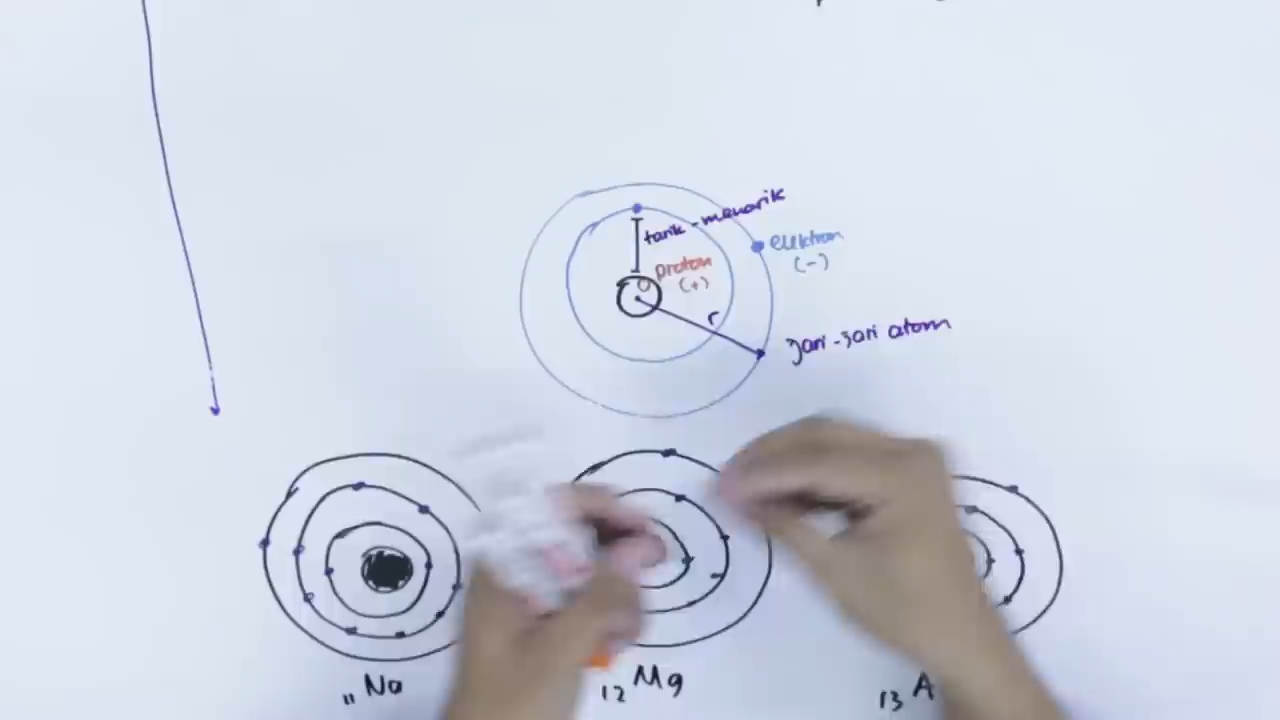 tarik-menarik
elektron
(-)
proton
(+)
r
Jari-Jari atom
11 Na
12 Mg
13 A